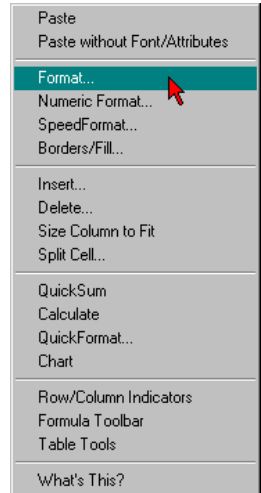 Paste
Paste without Font/Attributes
Format...
Numeric Format...
SpeedFormat...
Borders/Fill...
Insert...
Delete...
Size Column to Fit
Split Cell...
QuickSum
Calculate
QuickFormat...
Chart
Row/Column Indicators
Formula Toolbar
Table Tools
What's This?